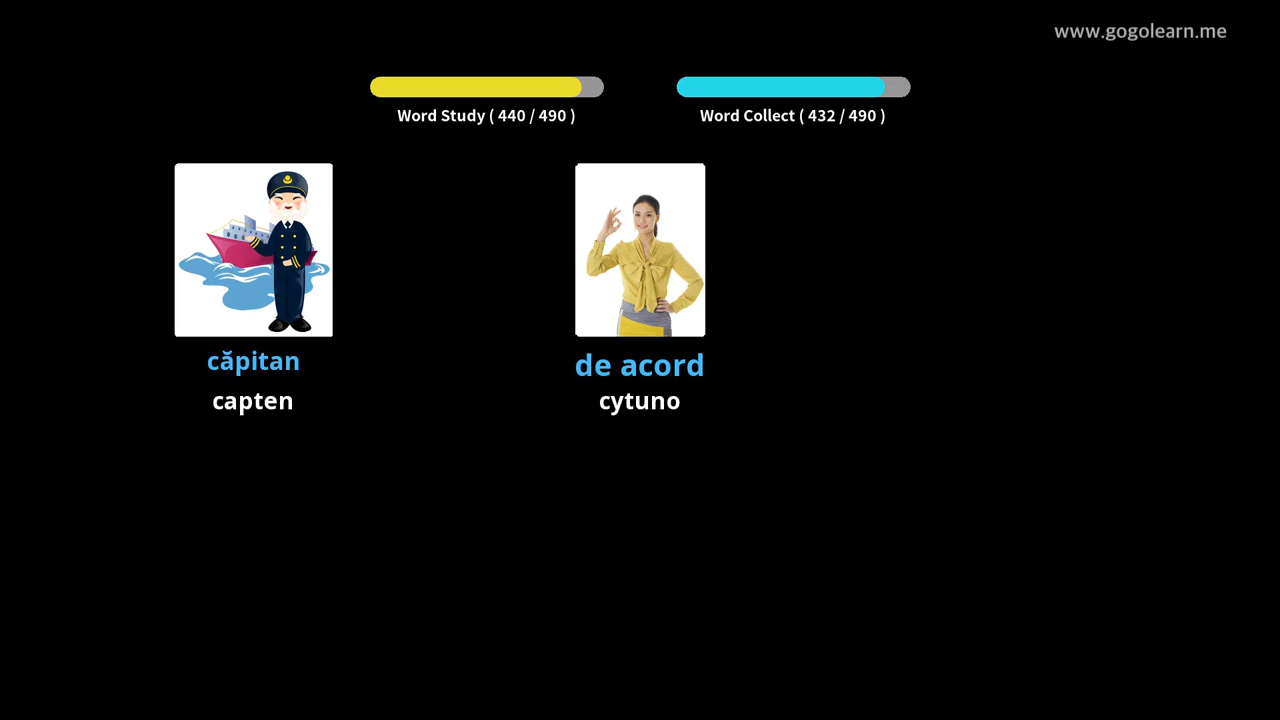 www.gogolearn.me
Word Study ( 440 / 490 )
Word Collect ( 432 / 490 )
căpitan
capten
de acord
cytuno